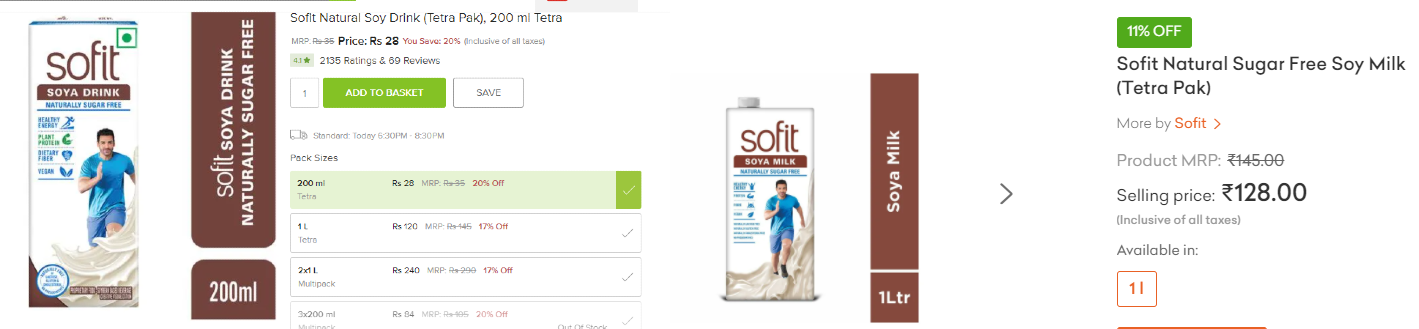 sofit
SOYA DRINK
NATURALLY SUGAR FREE
HEALTHY
ENERGY
PLANT
PROTEIN
DIETARY
FIBER
VEGAN
sofit SOYA DRINK
NATURALLY SUGAR FREE
200ml
Sofit Natural Soy Drink (Tetra Pak), 200 ml Tetra
MRP: Rs 35 Price: Rs 28 You Save: 20% (Inclusive of all taxes)
4.1★ 2135 Ratings & 69 Reviews
1 ADD TO BASKET SAVE
Standard: Today 6:30PM - 8:30PM
Pack Sizes
200 ml Rs 28 MRP: Rs 35 20% Off
Tetra
1 L Rs 120 MRP: Rs 145 17% Off
Tetra
2x1 L Rs 240 MRP: Rs 290 17% Off
Multipack
3x200 ml Rs 84 MRP: Rs 105 20% Off
Multipack Out Of Stock
sofit
SOYA MILK
NATURALLY SUGAR FREE
Soya Milk
1Ltr
11% OFF
Sofit Natural Sugar Free Soy Milk
(Tetra Pak)
More by Sofit >
Product MRP: ₹145.00
Selling price: ₹128.00
(Inclusive of all taxes)
Available in:
1 l